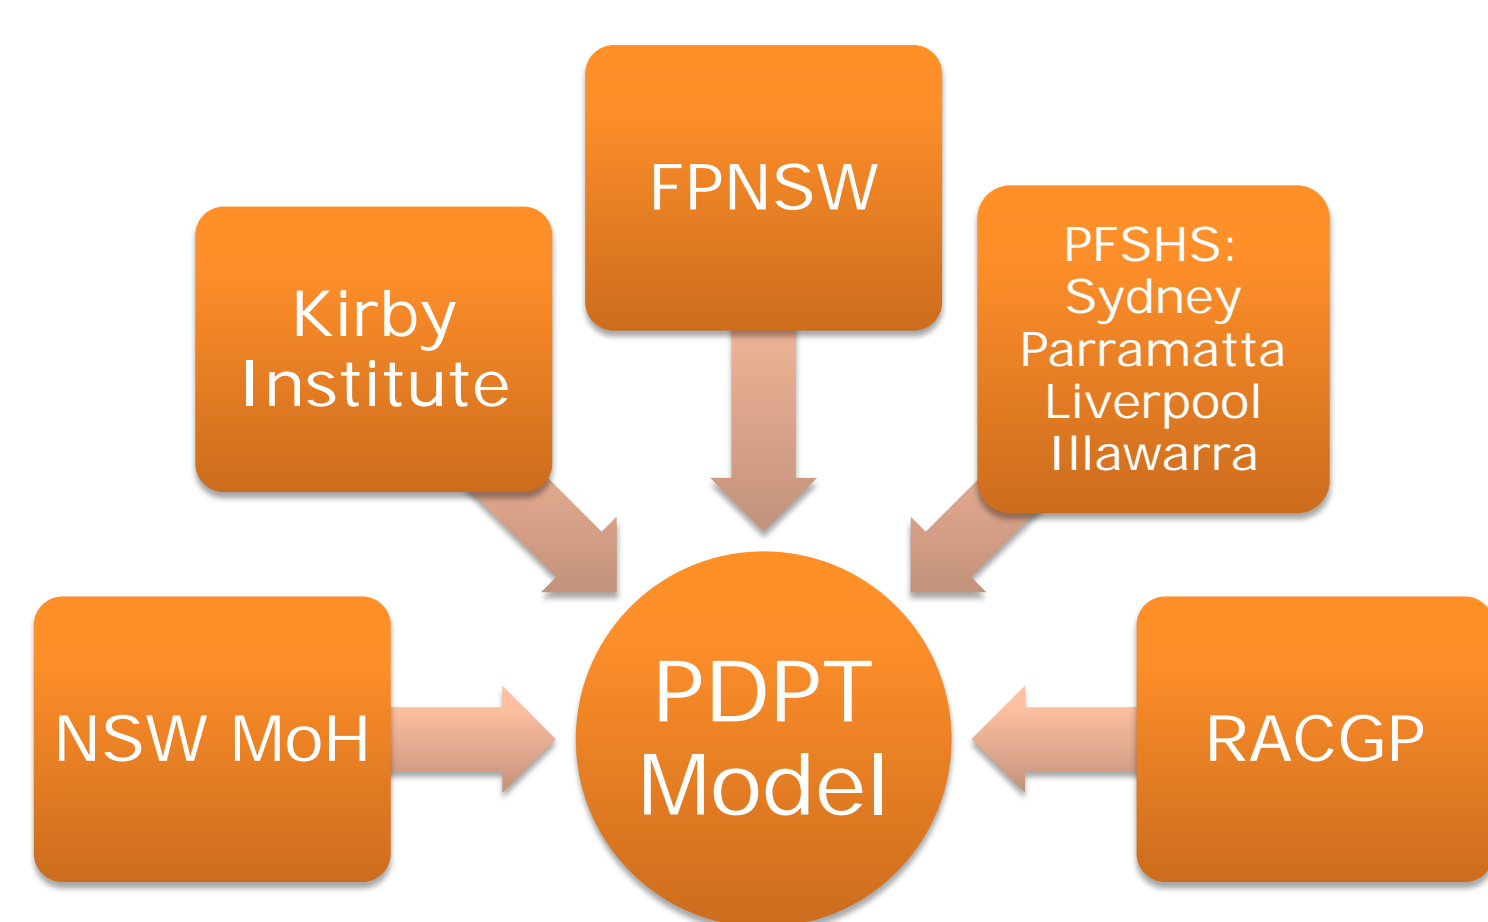 FPNSW
Kirby
Institute
PFSHS:
Sydney
Parramatta
Liverpool
Illawarra
NSW MoH
PDPT
Model
RACGP